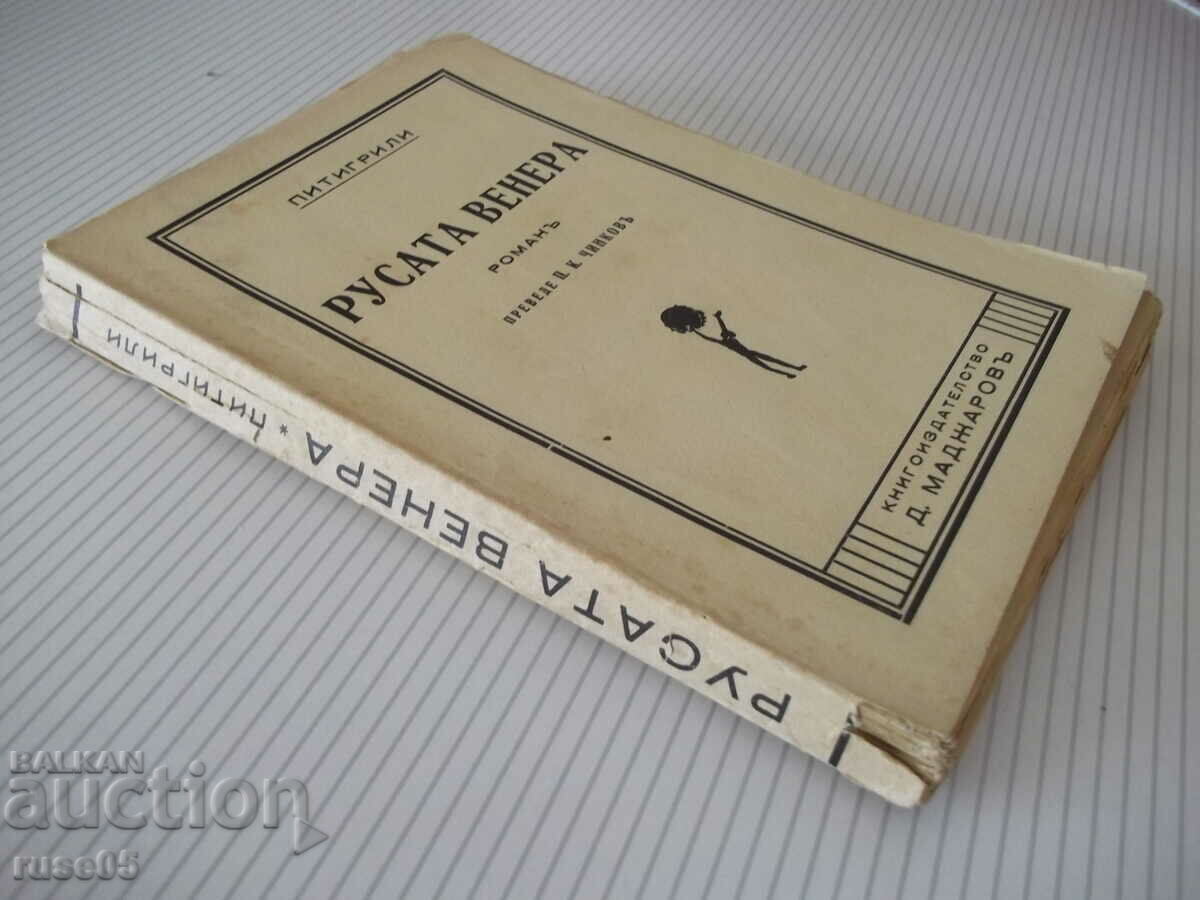 ПИТИГРИЛИ
РУСАТА ВЕНЕРА
РОМАНЪ
ПРЕВЕДЕ П. К. ЧИНКОВЪ
КНИГОИЗДАТЕЛСТВО
Д. МАДЖАРОВЪ
РУСАТА ВЕНЕРА * ПИТИГРИЛИ
BALKAN
auction
ruse05